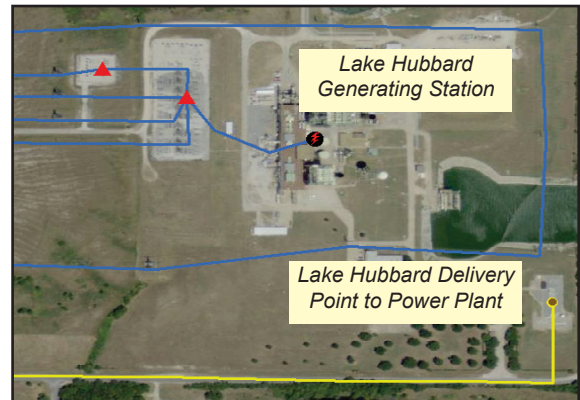 Lake Hubbard
Generating Station
Lake Hubbard Delivery
Point to Power Plant